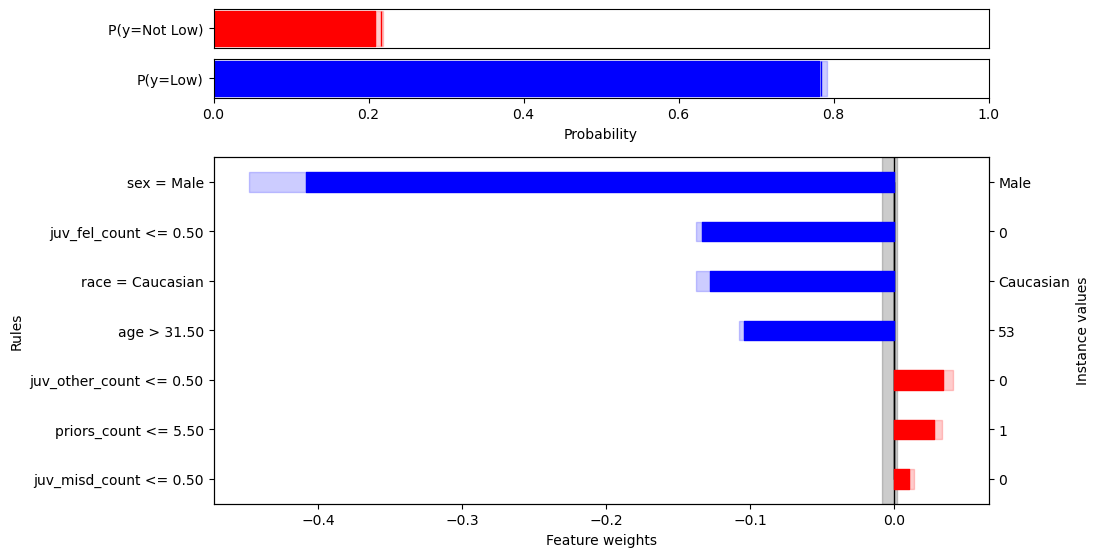 P(y=Not Low)
P(y=Low)
0.0 0.2 0.4 0.6 0.8 1.0
Probability
sex = Male Male
juv_fel_count <= 0.50 0
race = Caucasian Caucasian
age > 31.50 53
juv_other_count <= 0.50 0
priors_count <= 5.50 1
juv_misd_count <= 0.50 0
Rules
Instance values
−0.4 −0.3 −0.2 −0.1 0.0
Feature weights